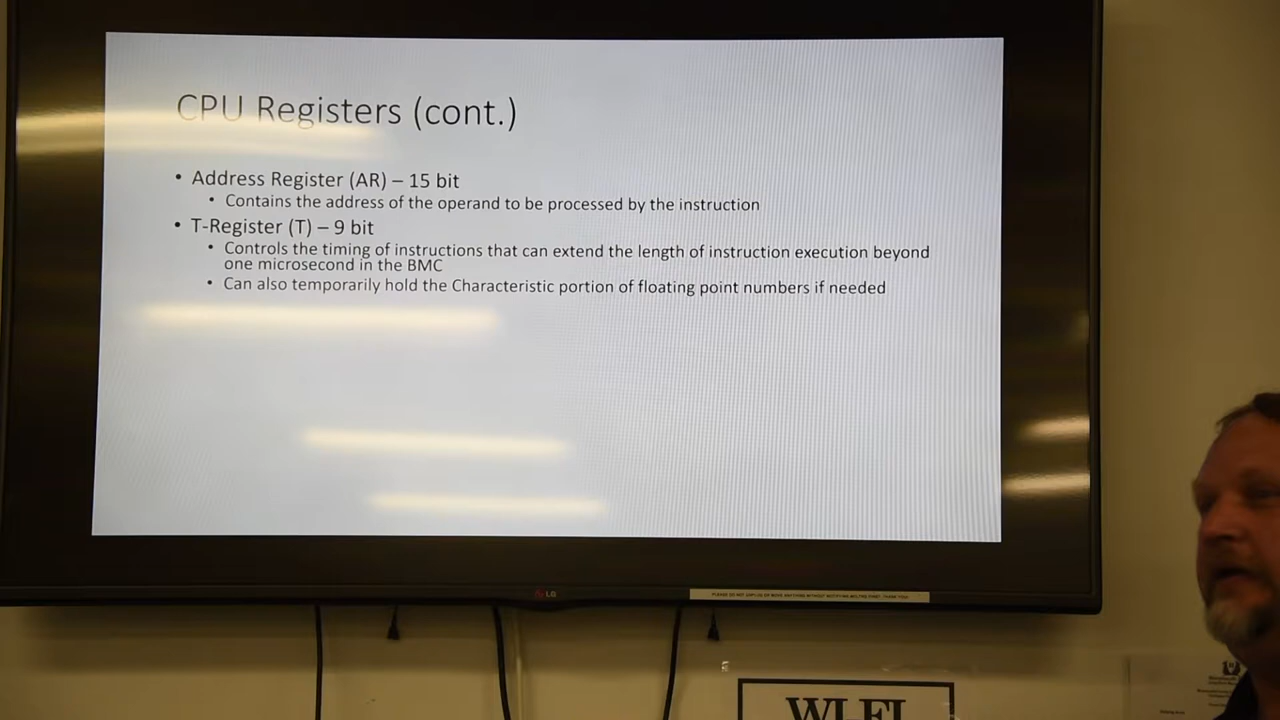 CPU Registers (cont.)
• Address Register (AR) – 15 bit
• Contains the address of the operand to be processed by the instruction
• T-Register (T) – 9 bit
• Controls the timing of instructions that can extend the length of instruction execution beyond
one microsecond in the BMC
• Can also temporarily hold the Characteristic portion of floating point numbers if needed
LG